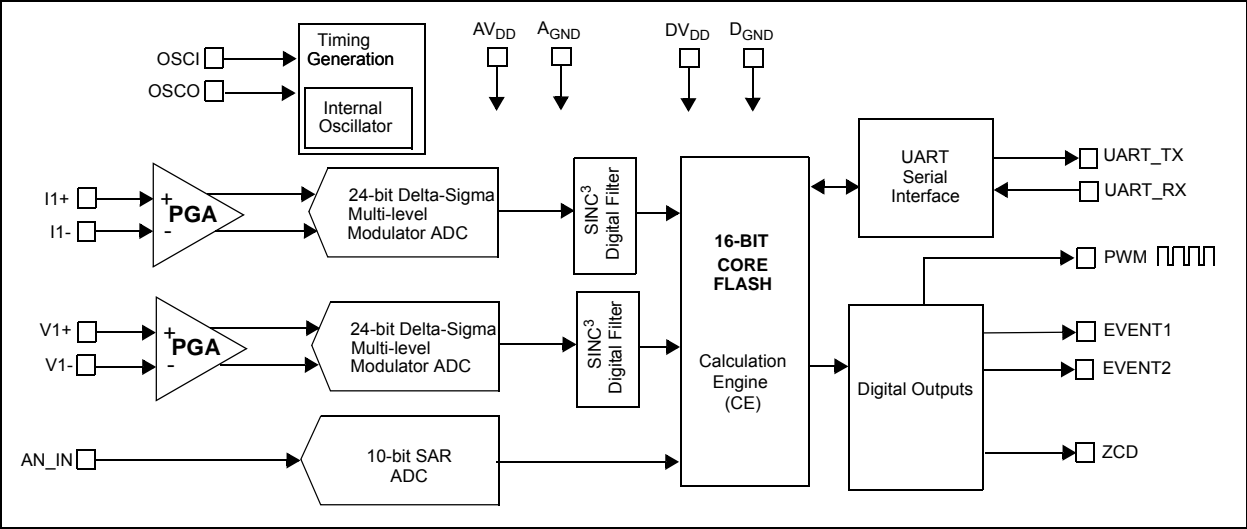 OSCI
OSCO
Timing
Generation
Internal
Oscillator
AVDD
AGND
DVDD
DGND
I1+
I1-
+
PGA
-
24-bit Delta-Sigma
Multi-level
Modulator ADC
SINC3
Digital Filter
V1+
V1-
+
PGA
-
24-bit Delta-Sigma
Multi-level
Modulator ADC
SINC3
Digital Filter
AN_IN
10-bit SAR
ADC
16-BIT
CORE
FLASH
Calculation
Engine
(CE)
UART
Serial
Interface
UART_TX
UART_RX
Digital Outputs
PWM
EVENT1
EVENT2
ZCD